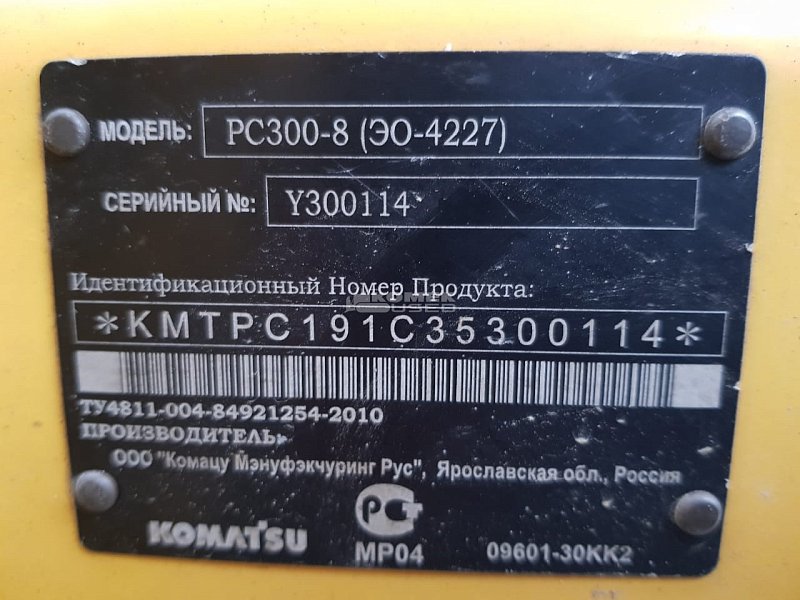 МОДЕЛЬ: PC300-8 (ЭО-4227)
СЕРИЙНЫЙ №: Y300114
Идентификационный Номер Продукта:
*KMTPC191C35300114*
ТУ4811-004-84921254-2010
ПРОИЗВОДИТЕЛЬ:
ООО "Комацу Мэнуфэкчуринг Рус", Ярославская обл., Россия
KOMATSU
МР04
09601-30KK2